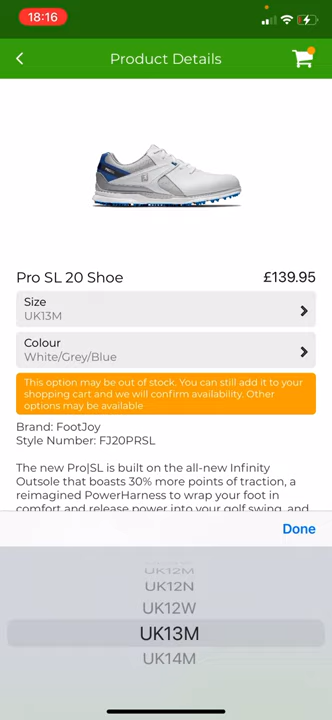 18:16
Product Details
Pro SL 20 Shoe
£139.95
Size
UK13M
Colour
White/Grey/Blue
This option may be out of stock. You can still add it to your
shopping cart and we will confirm availability. Other
options may be available
Brand: FootJoy
Style Number: FJ20PRSL
The new Pro|SL is built on the all-new Infinity
Outsole that boasts 30% more points of traction, a
reimagined PowerHarness to wrap your foot in
comfort and release power into your golf swing, and
Done
UK12M
UK12N
UK12W
UK13M
UK14M